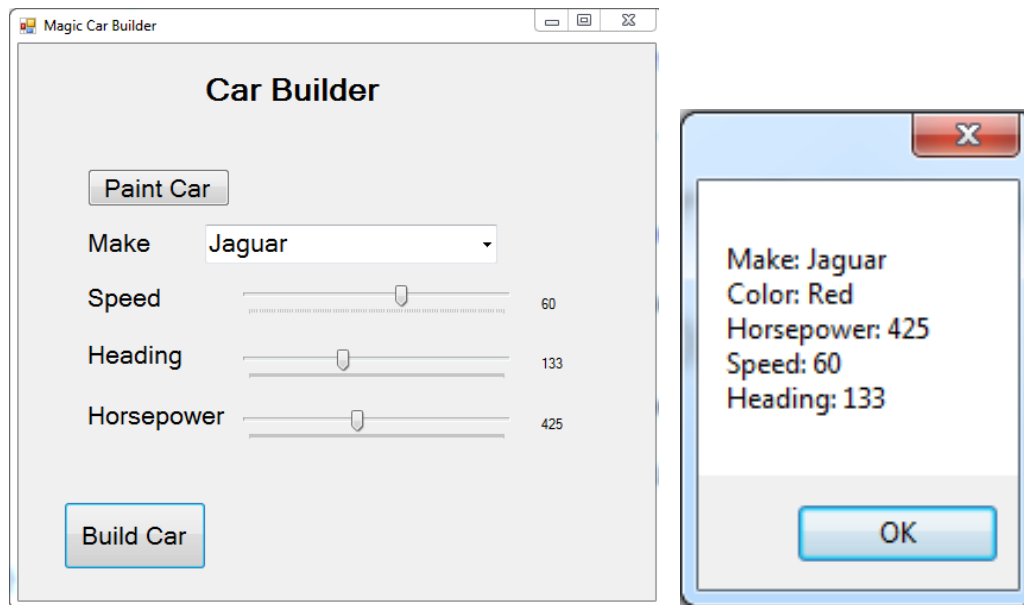 Magic Car Builder
Car Builder
Paint Car
Make Jaguar
Speed 60
Heading 133
Horsepower 425
Build Car
Make: Jaguar
Color: Red
Horsepower: 425
Speed: 60
Heading: 133
OK